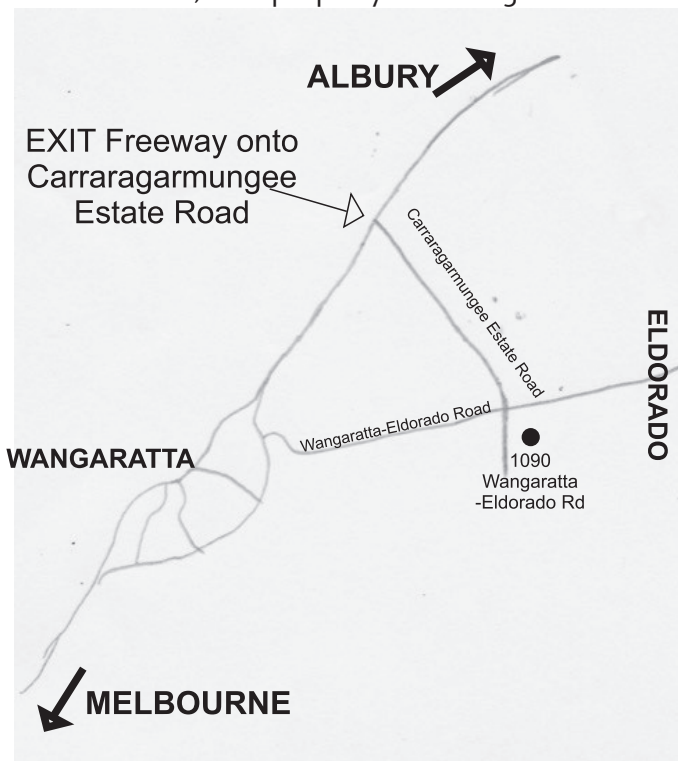 ALBURY
EXIT Freeway onto
Carraragarmungee
Estate Road
Carraragarmungee Estate Road
ELDORADO
Wangaratta-Eldorado Road
WANGARATTA
1090
Wangaratta
-Eldorado Rd
MELBOURNE